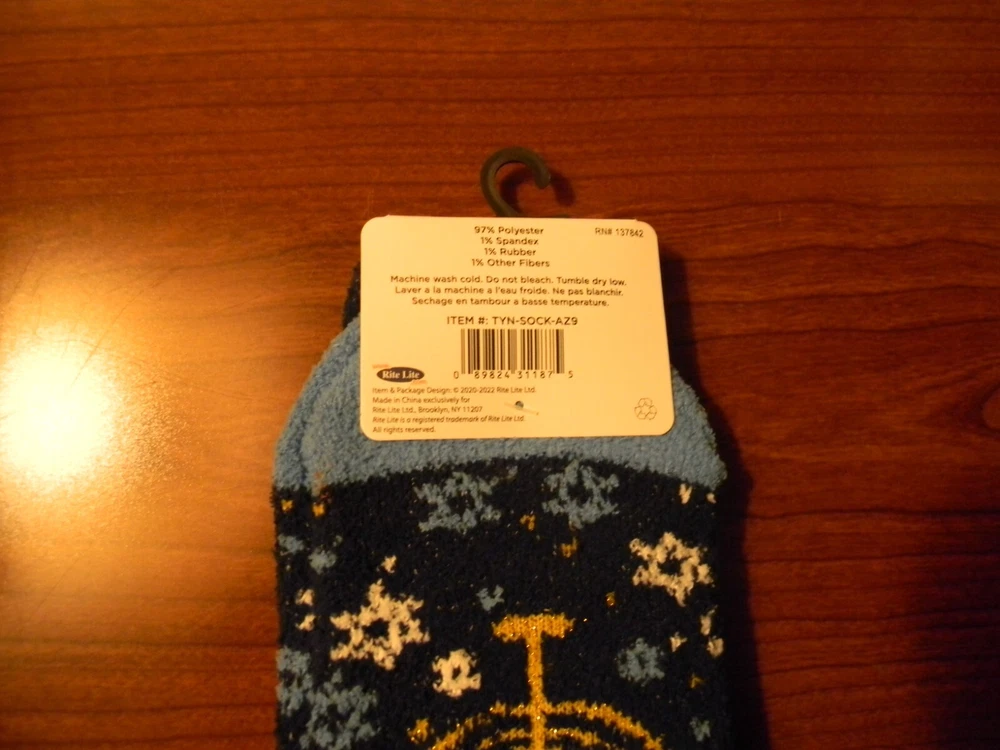 97% Polyester
1% Spandex
1% Rubber
1% Other Fibers
RN# 137842
Machine wash cold. Do not bleach. Tumble dry low.
Laver a la machine a l'eau froide. Ne pas blanchir.
Sechage en tambour a basse temperature.
ITEM #: TYN-SOCK-AZ9
0 89824 31187 5
Rite Lite
Item & Package Design: © 2020-2022 Rite Lite Ltd.
Made in China exclusively for
Rite Lite Ltd., Brooklyn, NY 11207
Rite Lite is a registered trademark of Rite Lite Ltd.
All rights reserved.